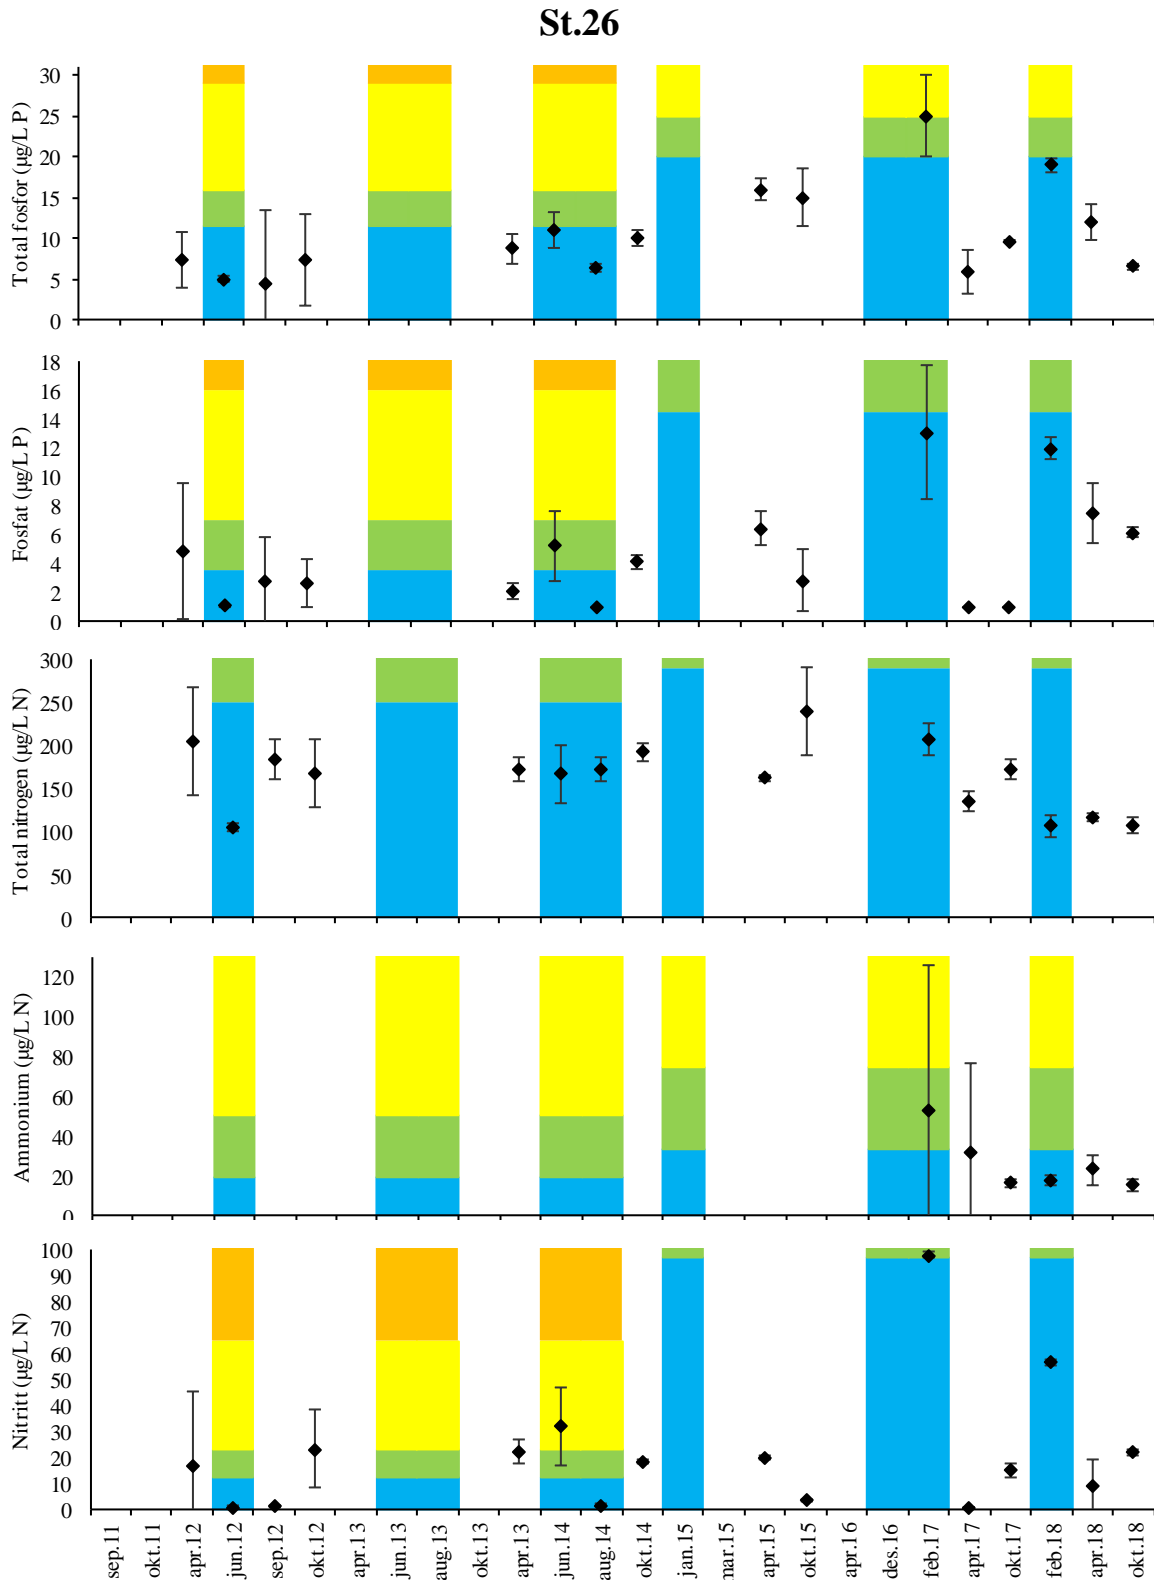 St.26
Total fosfor (µg/L P)
30
25
20
15
10
5
0
Fosfat (µg/L P)
18
16
14
12
10
8
6
4
2
0
Total nitrogen (µg/L N)
300
250
200
150
100
50
0
Ammonium (µg/L N)
120
100
80
60
40
20
0
Nitritt (µg/L N)
100
90
80
70
60
50
40
30
20
10
0
sep.11
okt.11
apr.12
jun.12
sep.12
okt.12
apr.13
jun.13
aug.13
okt.13
apr.13
jun.14
aug.14
okt.14
jan.15
mar.15
apr.15
okt.15
apr.16
des.16
feb.17
apr.17
okt.17
feb.18
apr.18
okt.18